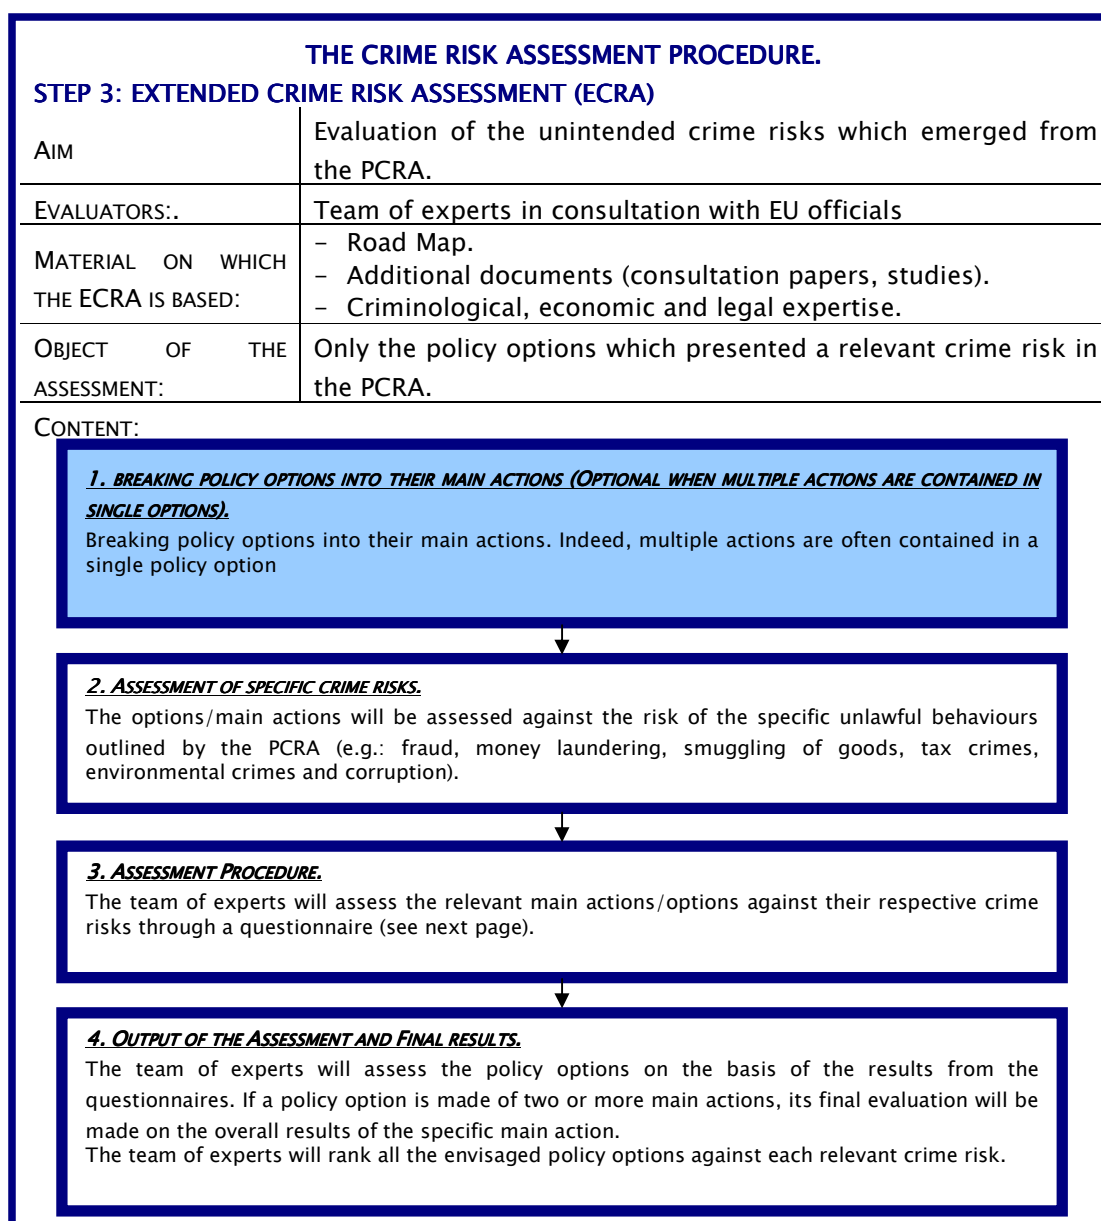 THE CRIME RISK ASSESSMENT PROCEDURE.
STEP 3: EXTENDED CRIME RISK ASSESSMENT (ECRA)
AIM
Evaluation of the unintended crime risks which emerged from
the PCRA.
EVALUATORS:.
Team of experts in consultation with EU officials
MATERIAL ON WHICH
THE ECRA IS BASED:
– Road Map.
– Additional documents (consultation papers, studies).
– Criminological, economic and legal expertise.
OBJECT OF THE
ASSESSMENT:
Only the policy options which presented a relevant crime risk in
the PCRA.
CONTENT:
1. BREAKING POLICY OPTIONS INTO THEIR MAIN ACTIONS (OPTIONAL WHEN MULTIPLE ACTIONS ARE CONTAINED IN
SINGLE OPTIONS).
Breaking policy options into their main actions. Indeed, multiple actions are often contained in a
single policy option
2. ASSESSMENT OF SPECIFIC CRIME RISKS.
The options/main actions will be assessed against the risk of the specific unlawful behaviours
outlined by the PCRA (e.g.: fraud, money laundering, smuggling of goods, tax crimes,
environmental crimes and corruption).
3. ASSESSMENT PROCEDURE.
The team of experts will assess the relevant main actions/options against their respective crime
risks through a questionnaire (see next page).
4. OUTPUT OF THE ASSESSMENT AND FINAL RESULTS.
The team of experts will assess the policy options on the basis of the results from the
questionnaires. If a policy option is made of two or more main actions, its final evaluation will be
made on the overall results of the specific main action.
The team of experts will rank all the envisaged policy options against each relevant crime risk.